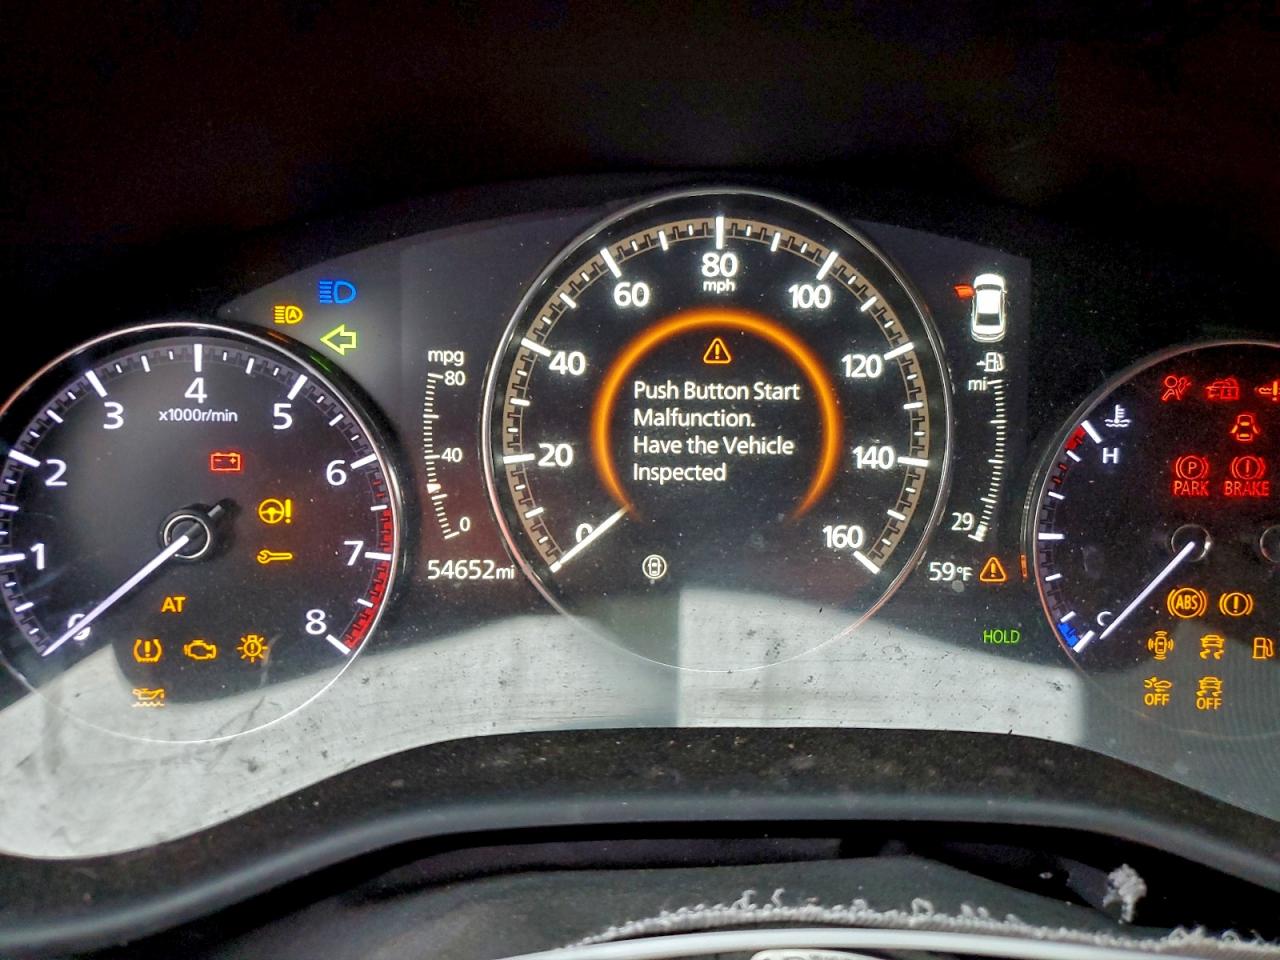 0
1
2
3
4
5
6
7
8
x1000r/min
AT
mpg
80
40
0
54652mi
0
20
40
60
80
mph
100
120
140
160
Push Button Start
Malfunction.
Have the Vehicle
Inspected
mi
29
59°F
HOLD
H
C
PARK
BRAKE
ABS
OFF
OFF